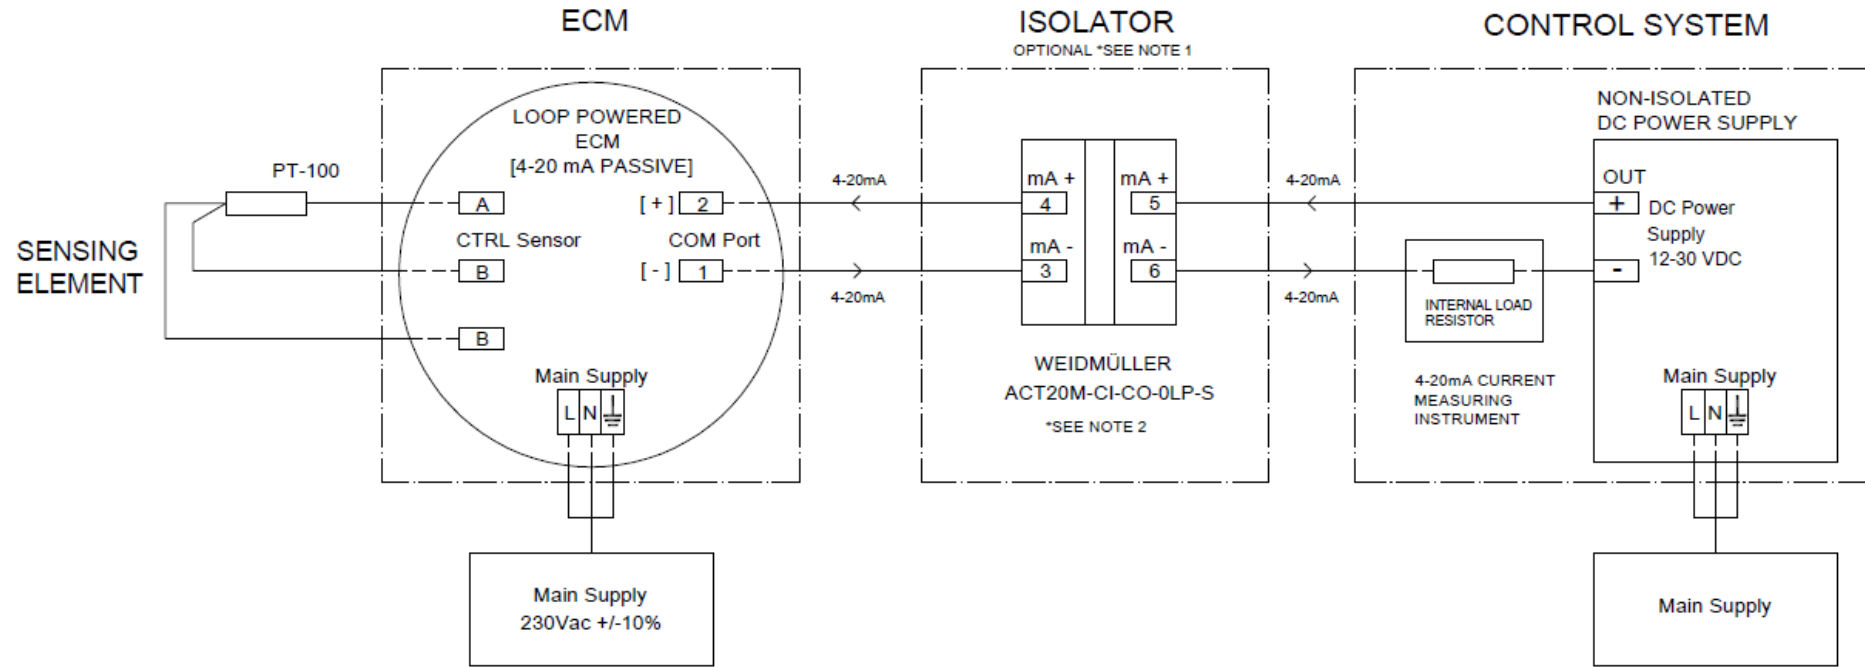 ECM
ISOLATOR
OPTIONAL *SEE NOTE 1
CONTROL SYSTEM
LOOP POWERED
ECM
[4-20 mA PASSIVE]
PT-100
SENSING
ELEMENT
A
CTRL Sensor
B
B
[+] 2
COM Port
[-] 1
Main Supply
L N
Main Supply
230Vac +/-10%
4-20mA
4-20mA
mA +
4
mA -
3
mA +
5
mA -
6
WEIDMÜLLER
ACT20M-CI-CO-0LP-S
*SEE NOTE 2
4-20mA
4-20mA
NON-ISOLATED
DC POWER SUPPLY
OUT
+
-
DC Power
Supply
12-30 VDC
INTERNAL LOAD
RESISTOR
4-20mA CURRENT
MEASURING
INSTRUMENT
Main Supply
L N
Main Supply